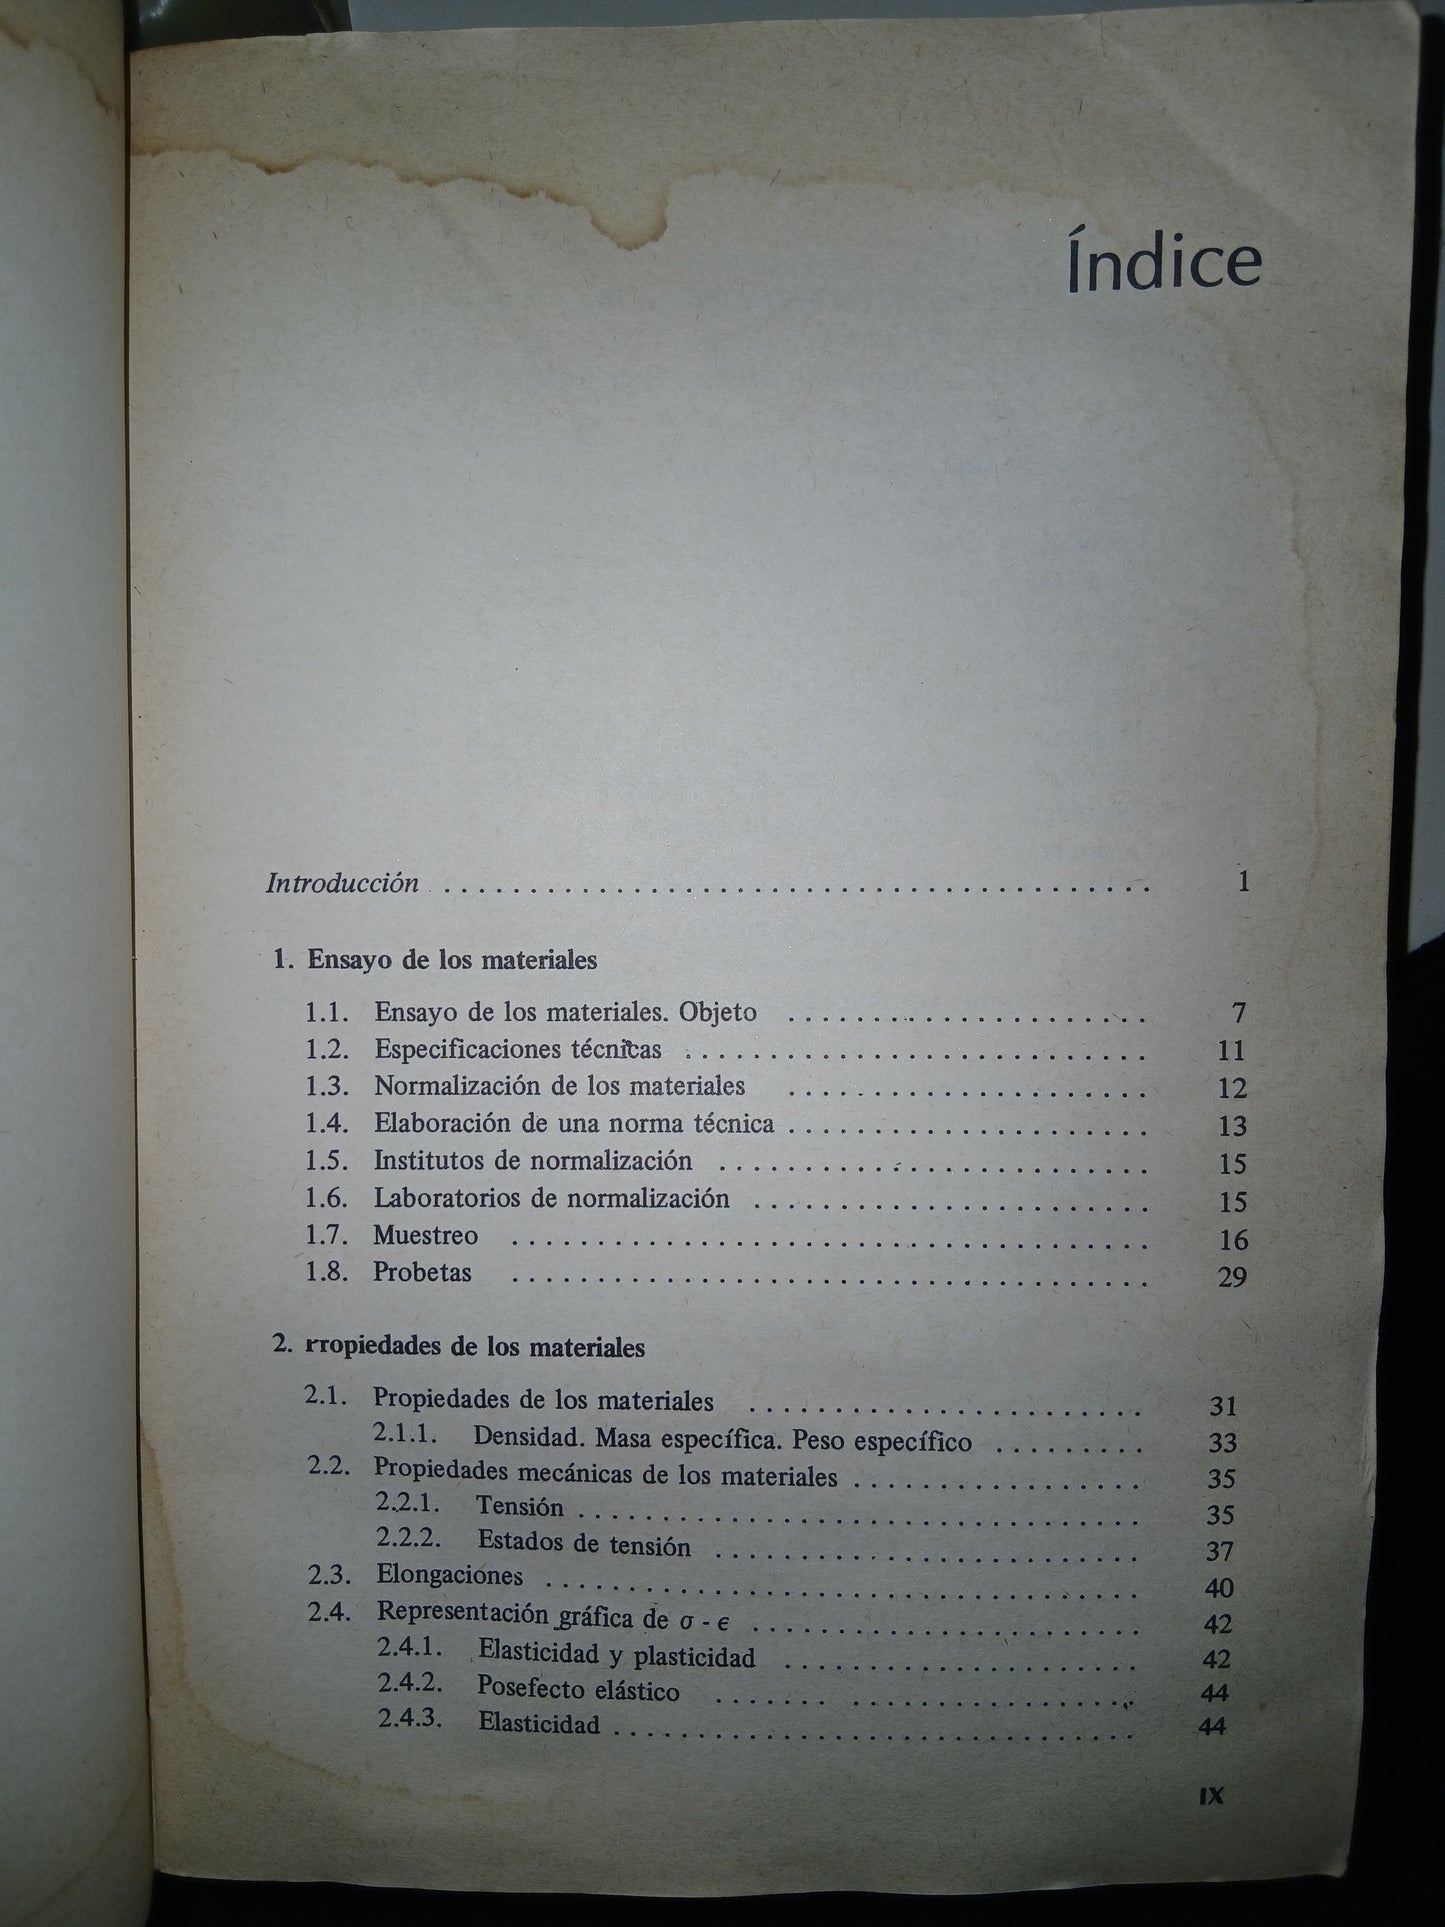 Índice
Introducción . . . . . . . . . . . . . . . . . . . . . . . . . . . . . . . . . . . . . . . . . 1
1. Ensayo de los materiales
1.1. Ensayo de los materiales. Objeto . . . . . . . . . . . . . . . . . . . . . 7
1.2. Especificaciones técnicas . . . . . . . . . . . . . . . . . . . . . . . . . . . 11
1.3. Normalización de los materiales . . . . . . . . . . . . . . . . . . . . . 12
1.4. Elaboración de una norma técnica . . . . . . . . . . . . . . . . . . . . . 13
1.5. Institutos de normalización . . . . . . . . . . . . . . . . . . . . . . . . . 15
1.6. Laboratorios de normalización . . . . . . . . . . . . . . . . . . . . . . . 15
1.7. Muestreo . . . . . . . . . . . . . . . . . . . . . . . . . . . . . . . . . . . . . 16
1.8. Probetas . . . . . . . . . . . . . . . . . . . . . . . . . . . . . . . . . . . . . 29
2. Propiedades de los materiales
2.1. Propiedades de los materiales . . . . . . . . . . . . . . . . . . . . . . . 31
2.1.1. Densidad. Masa específica. Peso específico . . . . . . . . . 33
2.2. Propiedades mecánicas de los materiales . . . . . . . . . . . . . . . . . 35
2.2.1. Tensión . . . . . . . . . . . . . . . . . . . . . . . . . . . . . . . . . 35
2.2.2. Estados de tensión . . . . . . . . . . . . . . . . . . . . . . . . . 37
2.3. Elongaciones . . . . . . . . . . . . . . . . . . . . . . . . . . . . . . . . . . . 40
2.4. Representación gráfica de σ - ϵ . . . . . . . . . . . . . . . . . . . . . . . 42
2.4.1. Elasticidad y plasticidad . . . . . . . . . . . . . . . . . . . . . 42
2.4.2. Posefecto elástico . . . . . . . . . . . . . . . . . . . . . . . . 44
2.4.3. Elasticidad . . . . . . . . . . . . . . . . . . . . . . . . . . . . . . . 44
IX